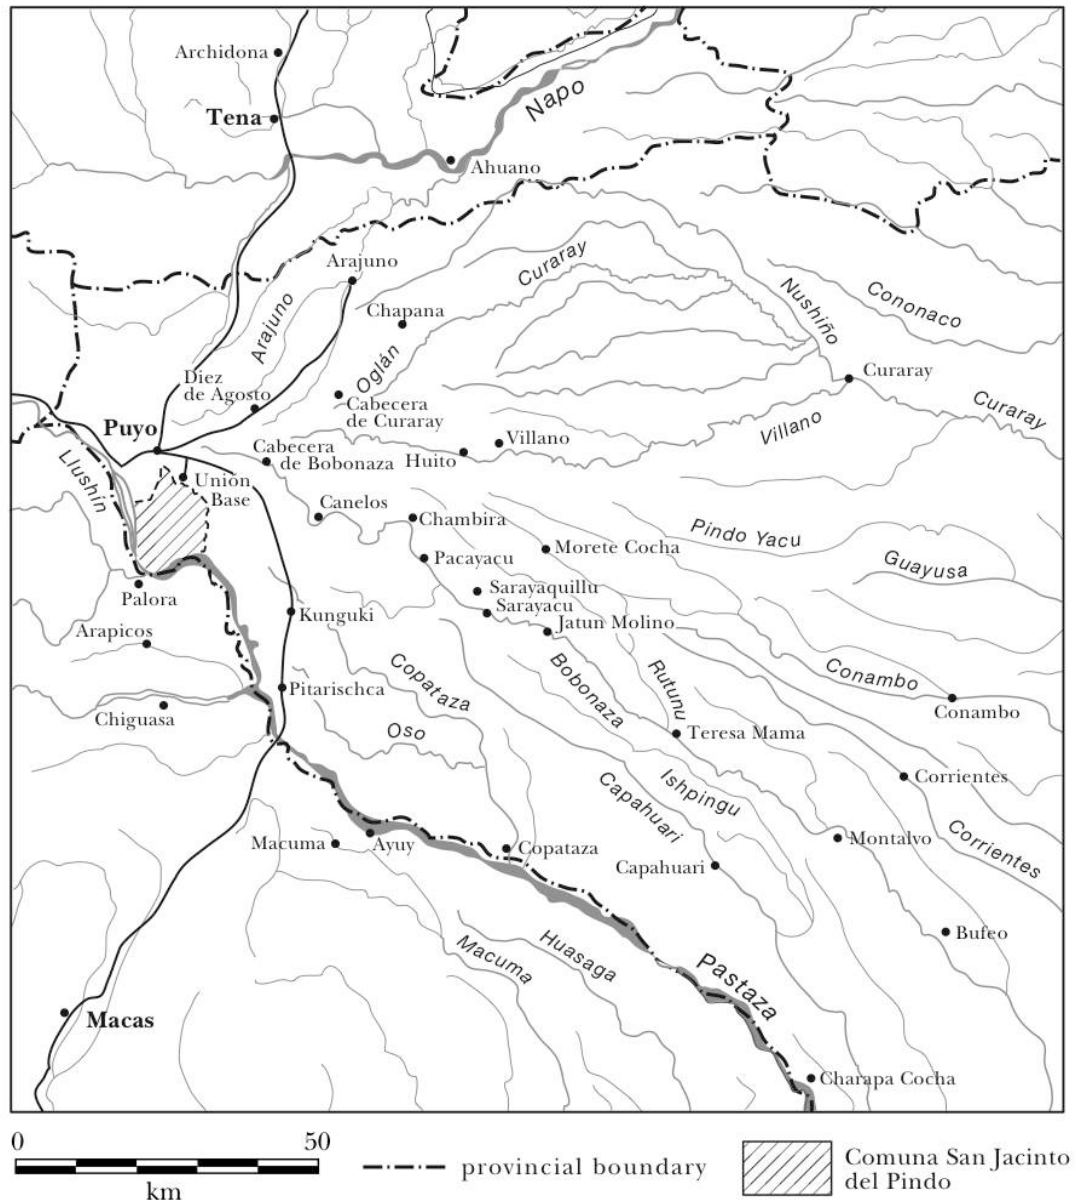 Archidona
Tena
Napo
Ahuano
Arajuno
Curaray
Nushiño
Cononaco
Arajuno
Chapana
Oglán
Diez
de Agosto
Cabecera
de Curaray
Curaray
Curaray
Puyo
Villano
Villano
Huito
Cabecera
de Bobonaza
Llushín
Unión
Base
Canelos
Chambira
Pindo Yacu
Morete Cocha
Pacayacu
Guayusa
Palora
Sarayaquillu
Sarayacu
Kunguki
Jatun Molino
Arapicos
Copataza
Bobonaza
Rutunu
Conambo
Pitarischca
Conambo
Chiguasa
Oso
Teresa Mama
Ishpingu
Capahuari
Corrientes
Macuma
Ayuy
Copataza
Montalvo
Corrientes
Capahuari
Bufeo
Macuma
Huasaga
Pastaza
Macas
Charapa Cocha
0 50
km
provincial boundary
Comuna San Jacinto
del Pindo